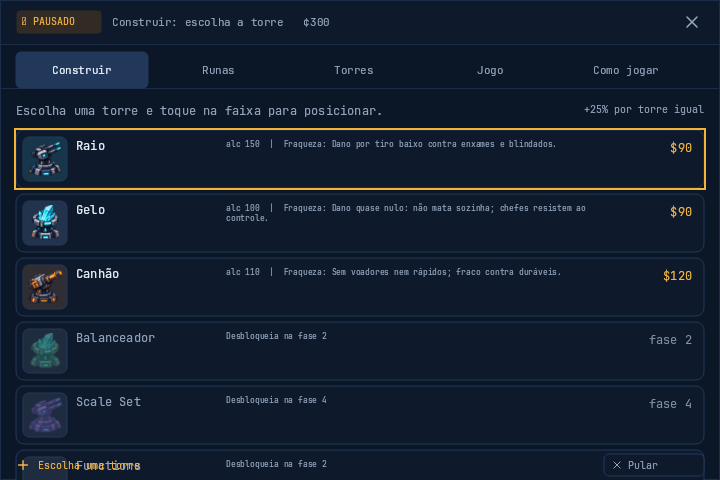 PAUSADO
Construir: escolha a torre $300
Construir Runas Torres Jogo Como jogar
Escolha uma torre e toque na faixa para posicionar. +25% por torre igual
Raio alc 150 | Fraqueza: Dano por tiro baixo contra enxames e blindados. $90
Gelo alc 100 | Fraqueza: Dano quase nulo: não mata sozinha; chefes resistem ao
controle. $90
Canhão alc 110 | Fraqueza: Sem voadores nem rápidos; fraco contra duráveis. $120
Balanceador Desbloqueia na fase 2 fase 2
Scale Set Desbloqueia na fase 4 fase 4
Functions Desbloqueia na fase 2
Escolha uma torre
Pular